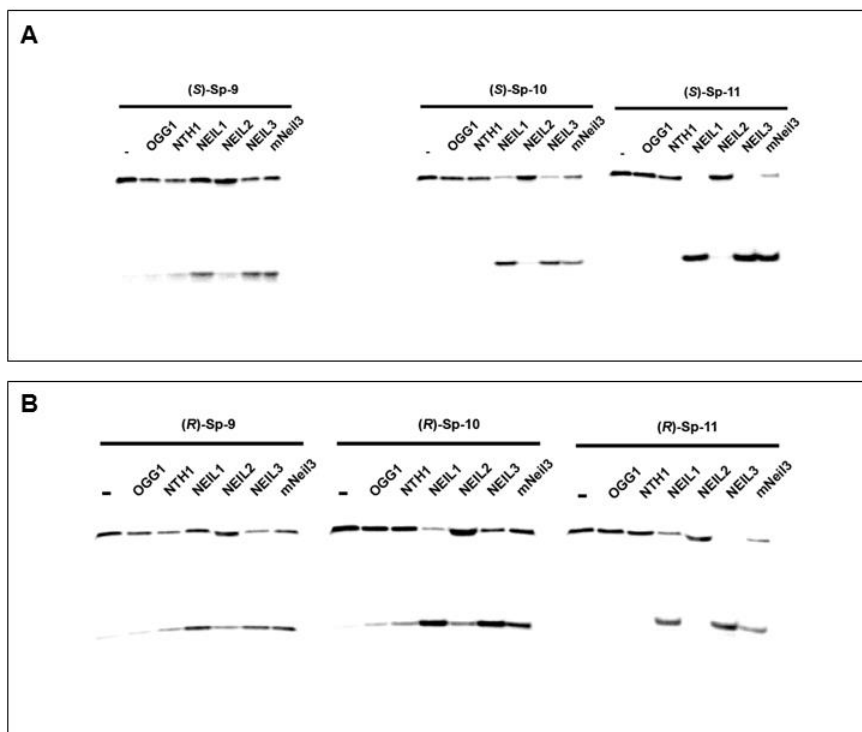 A
(S)-Sp-9 (S)-Sp-10 (S)-Sp-11
- OGG1 NTH1 NEIL1 NEIL2 NEIL3 mNeil3 - OGG1 NTH1 NEIL1 NEIL2 NEIL3 mNeil3 - OGG1 NTH1 NEIL1 NEIL2 NEIL3 mNeil3
B
(R)-Sp-9 (R)-Sp-10 (R)-Sp-11
- OGG1 NTH1 NEIL1 NEIL2 NEIL3 mNeil3 - OGG1 NTH1 NEIL1 NEIL2 NEIL3 mNeil3 - OGG1 NTH1 NEIL1 NEIL2 NEIL3 mNeil3